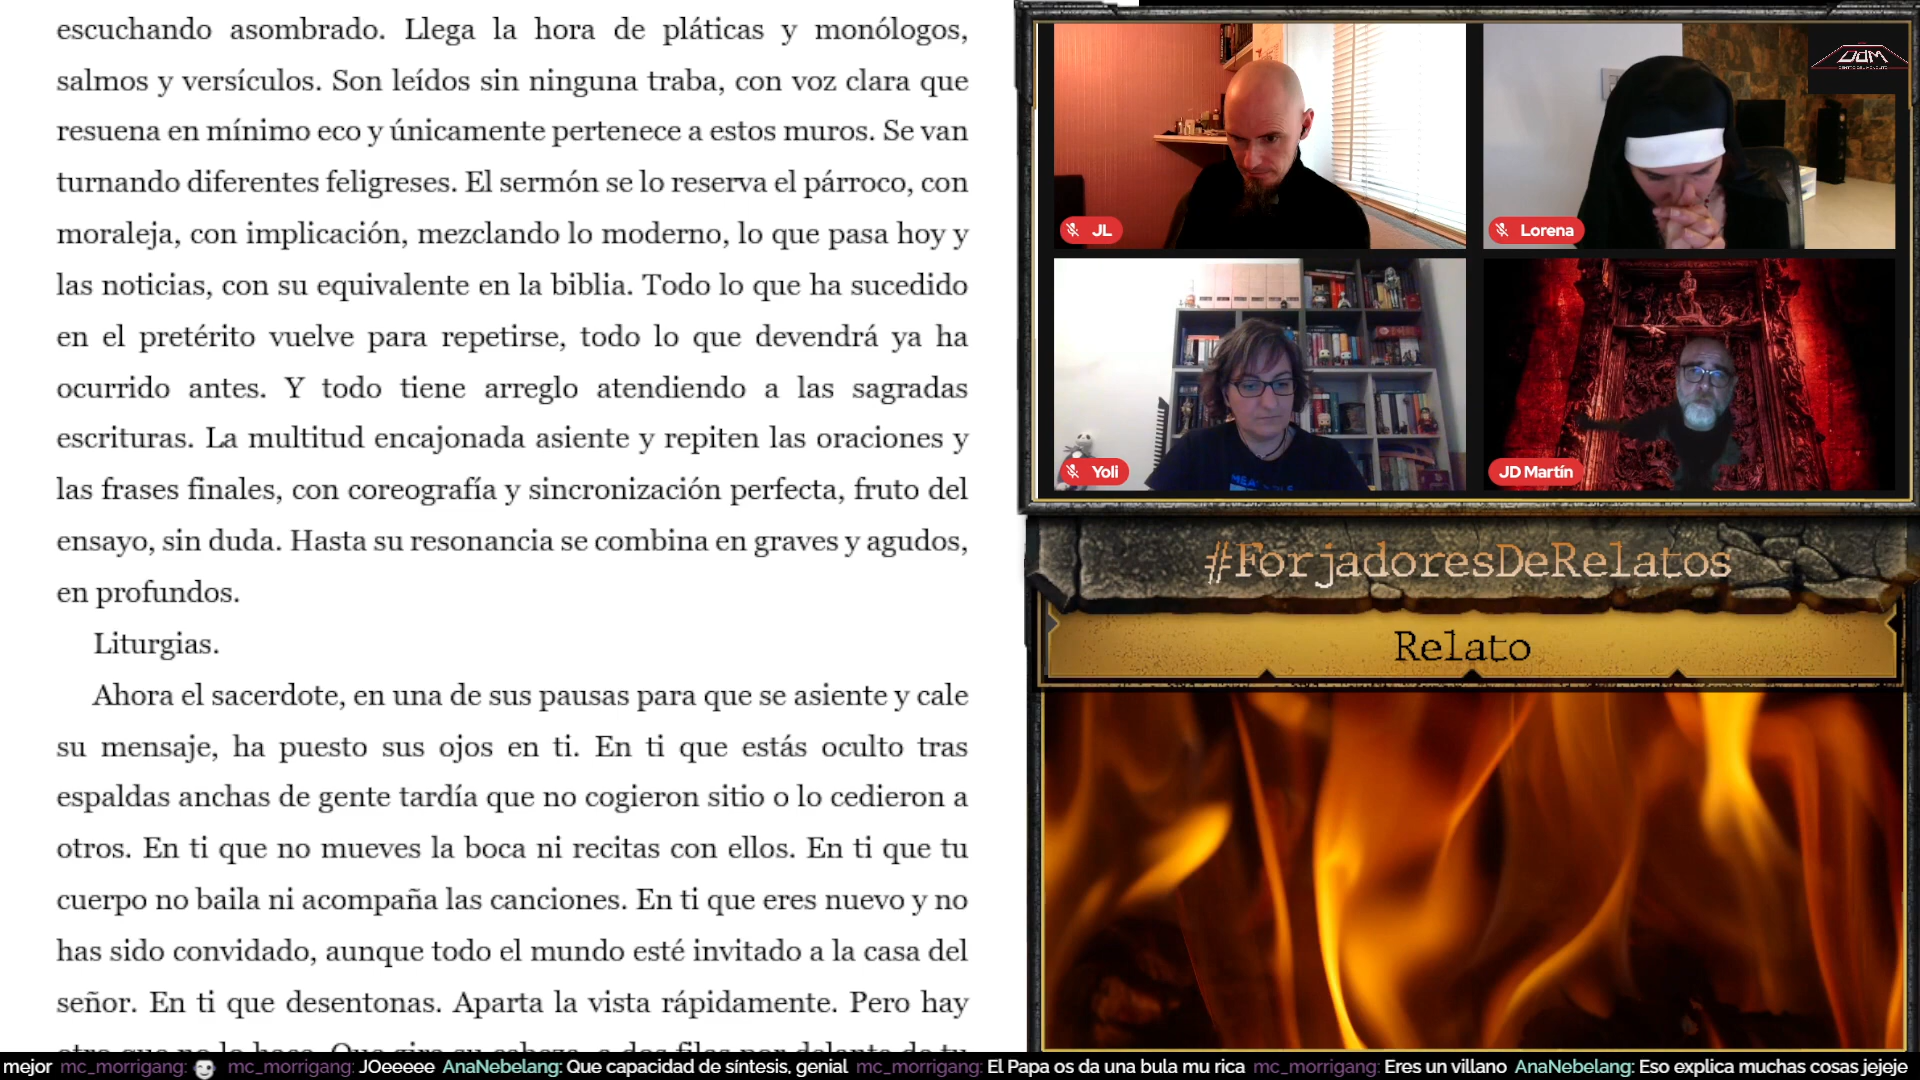 escuchando asombrado. Llega la hora de pláticas y monólogos,
salmos y versículos. Son leídos sin ninguna traba, con voz clara que
resuena en mínimo eco y únicamente pertenece a estos muros. Se van
turnando diferentes feligreses. El sermón se lo reserva el párroco, con
moraleja, con implicación, mezclando lo moderno, lo que pasa hoy y
las noticias, con su equivalente en la biblia. Todo lo que ha sucedido
en el pretérito vuelve para repetirse, todo lo que devendrá ya ha
ocurrido antes. Y todo tiene arreglo atendiendo a las sagradas
escrituras. La multitud encajonada asiente y repiten las oraciones y
las frases finales, con coreografía y sincronización perfecta, fruto del
ensayo, sin duda. Hasta su resonancia se combina en graves y agudos,
en profundos.
Liturgias.
Ahora el sacerdote, en una de sus pausas para que se asiente y cale
su mensaje, ha puesto sus ojos en ti. En ti que estás oculto tras
espaldas anchas de gente tardía que no cogieron sitio o lo cedieron a
otros. En ti que no mueves la boca ni recitas con ellos. En ti que tu
cuerpo no baila ni acompaña las canciones. En ti que eres nuevo y no
has sido convidado, aunque todo el mundo esté invitado a la casa del
señor. En ti que desentonas. Aparta la vista rápidamente. Pero hay
JL
Lorena
Yoli
JD Martín
#ForjadoresDeRelatos
Relato
mejor mc_morrigang: mc_morrigang: JOeeeee AnaNebelang: Que capacidad de síntesis, genial mc_morrigang: El Papa os da una bula mu rica mc_morrigang: Eres un villano AnaNebelang: Eso explica muchas cosas jejeje